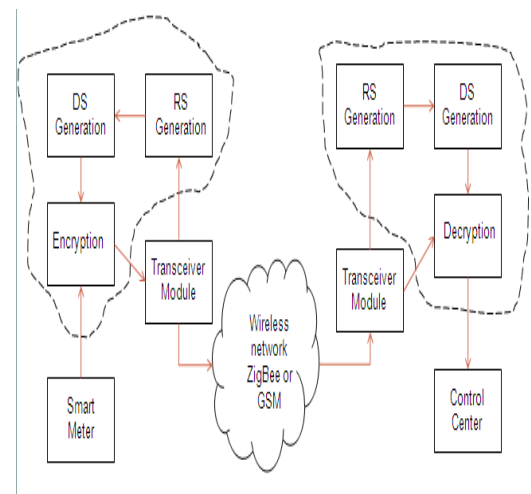 DS
Generation
RS
Generation
Encryption
Transceiver
Module
Smart
Meter
Wireless
network
ZigBee or
GSM
RS
Generation
DS
Generation
Decryption
Transceiver
Module
Control
Center